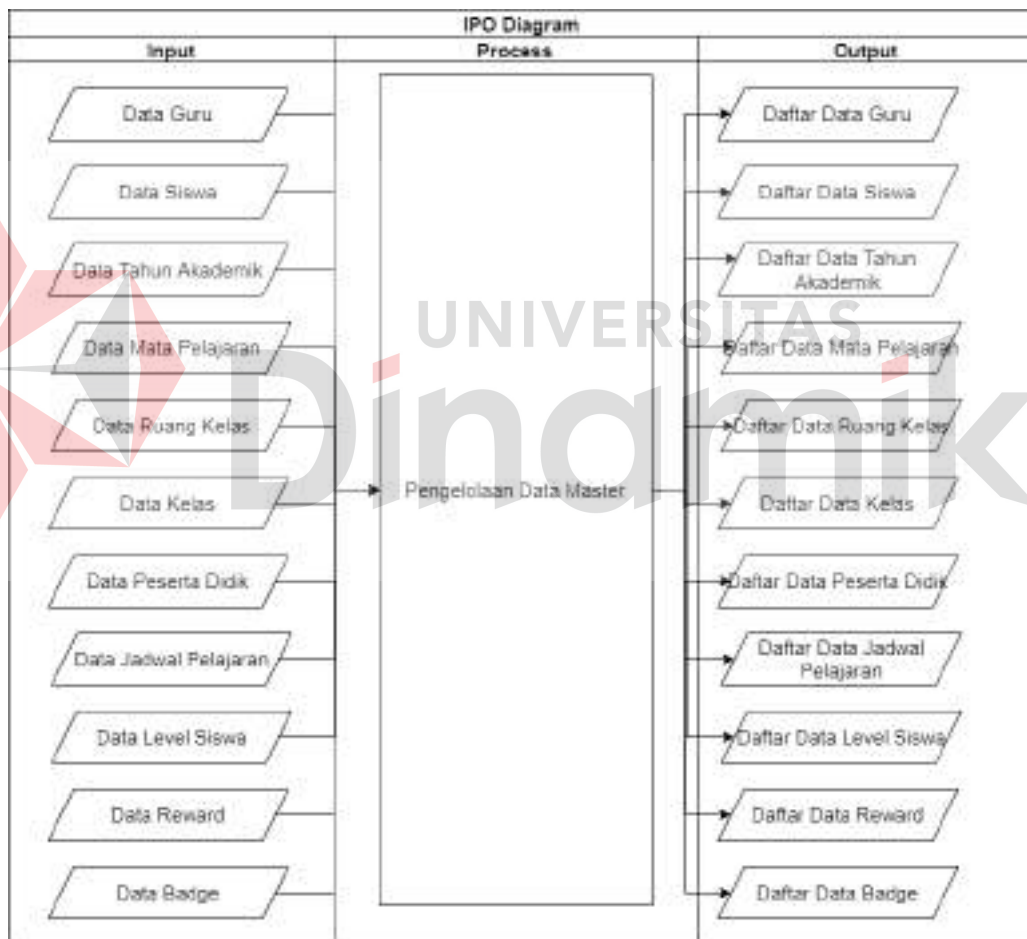 IPO Diagram
Input
Process
Output
Data Guru
Data Siswa
Data Tahun Akademik
Data Mata Pelajaran
Data Ruang Kelas
Data Kelas
Data Peserta Didik
Data Jadwal Pelajaran
Data Level Siswa
Data Reward
Data Badge
Pengelolaan Data Master
Daftar Data Guru
Daftar Data Siswa
Daftar Data Tahun
Akademik
Daftar Data Mata Pelajaran
Daftar Data Ruang Kelas
Daftar Data Kelas
Daftar Data Peserta Didik
Daftar Data Jadwal
Pelajaran
Daftar Data Level Siswa
Daftar Data Reward
Daftar Data Badge
UNIVERSITAS
Dinamik